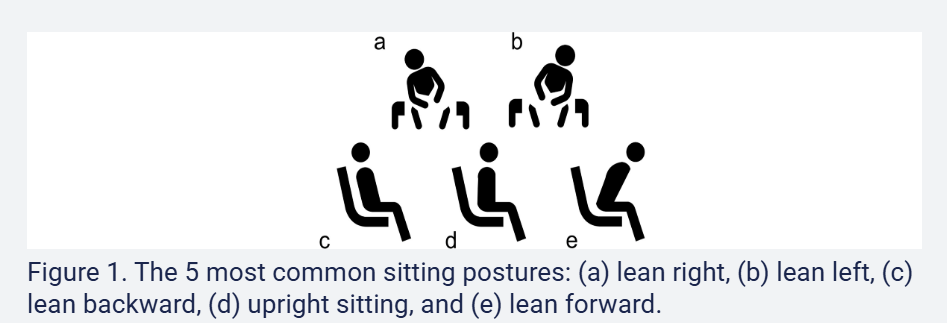 a
b
c
d
e
Figure 1. The 5 most common sitting postures: (a) lean right, (b) lean left, (c)
lean backward, (d) upright sitting, and (e) lean forward.